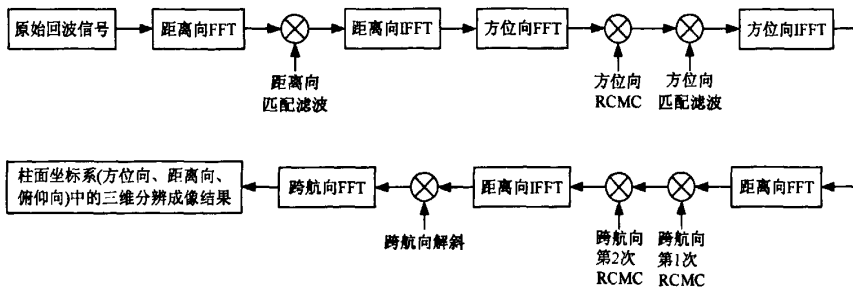 原始回波信号
距离向FFT
距离向IFFT
方位向FFT
方位向IFFT
距离向
匹配滤波
方位向
RCMC
方位向
匹配滤波
柱面坐标系(方位向、距离向、
俯仰向)中的三维分辨成像结果
跨航向FFT
距离向IFFT
距离向FFT
跨航向解斜
跨航向
第2次
RCMC
跨航向
第1次
RCMC